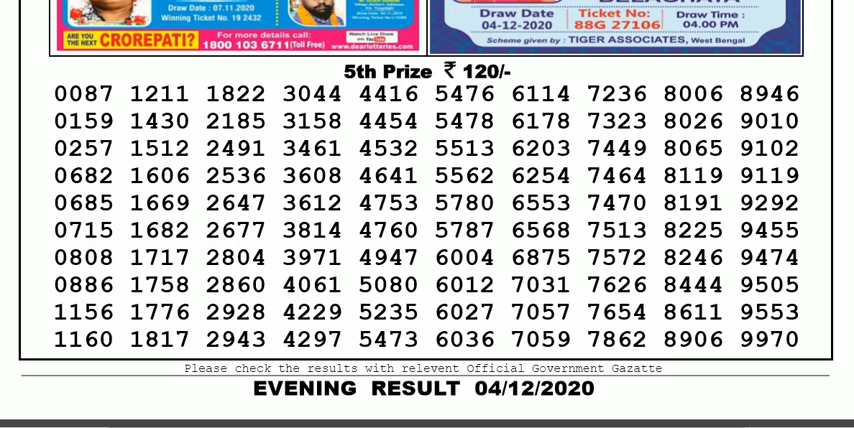 Draw Date : 07.11.2020
Winning Ticket No. 19 2432
Draw Date
04-12-2020
Ticket No:
88G 27106
Draw Time :
04.00 PM
Scheme given by : TIGER ASSOCIATES, West Bengal
ARE YOU
THE NEXT
CROREPATI?
For more details call:
1800 103 6711(Toll Free)
Watch Live Draw
on YouTube
www.dearlotteries.com
5th Prize ₹ 120/-
0087 1211 1822 3044 4416 5476 6114 7236 8006 8946
0159 1430 2185 3158 4454 5478 6178 7323 8026 9010
0257 1512 2491 3461 4532 5513 6203 7449 8065 9102
0682 1606 2536 3608 4641 5562 6254 7464 8119 9119
0685 1669 2647 3612 4753 5780 6553 7470 8191 9292
0715 1682 2677 3814 4760 5787 6568 7513 8225 9455
0808 1717 2804 3971 4947 6004 6875 7572 8246 9474
0886 1758 2860 4061 5080 6012 7031 7626 8444 9505
1156 1776 2928 4229 5235 6027 7057 7654 8611 9553
1160 1817 2943 4297 5473 6036 7059 7862 8906 9970
Please check the results with relevent Official Government Gazatte
EVENING RESULT 04/12/2020